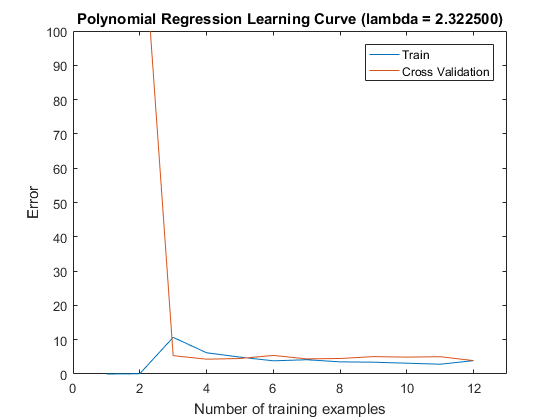 Polynomial Regression Learning Curve (lambda = 2.322500)
100
90
80
70
60
50
40
30
20
10
0
Error
Train
Cross Validation
0 2 4 6 8 10 12
Number of training examples